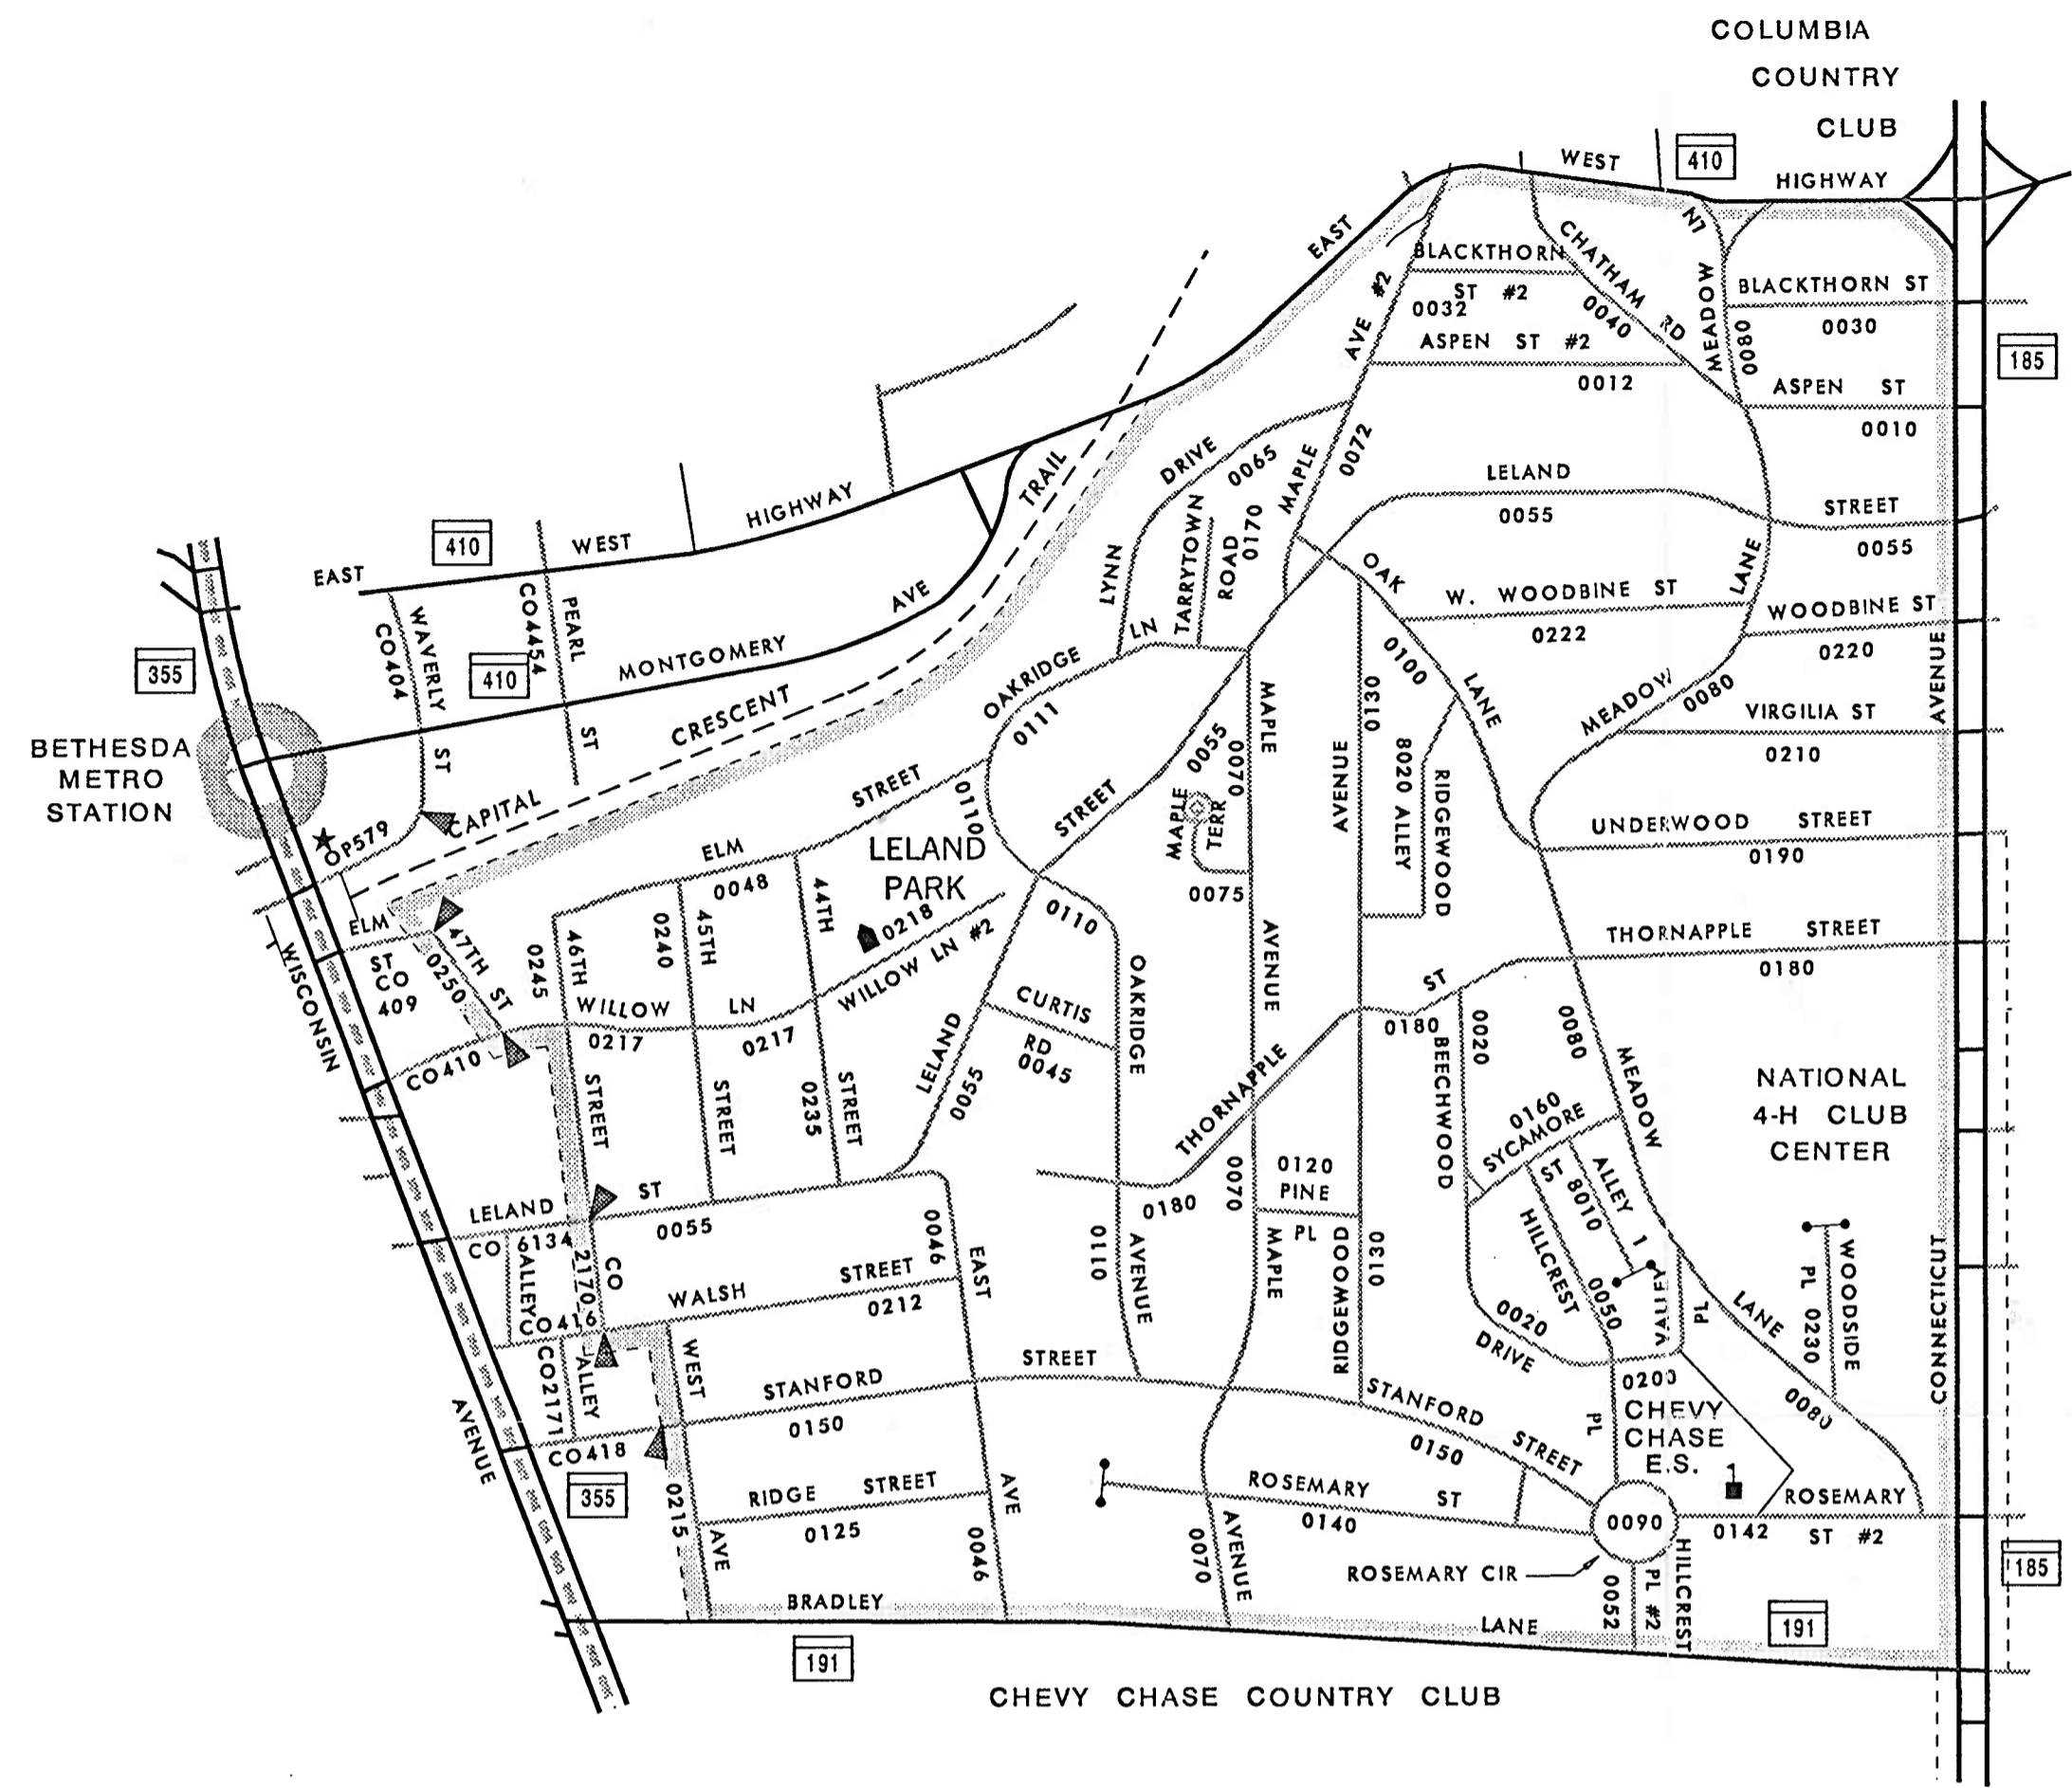 COLUMBIA
COUNTRY
CLUB
WEST
410
HIGHWAY
EAST
LN
BLACKTHORN
ST #2
0032
CHATHAM RD
0040
MEADOW
0080
BLACKTHORN ST
0030
185
AVE #2
ASPEN ST #2
0012
ASPEN ST
0010
DRIVE
0065
MAPLE
0072
LELAND
0055
STREET
0055
TRAIL
LYNN
TARRYTOWN
ROAD
0170
OAK
W. WOODBINE ST
0222
LANE
WOODBINE ST
0220
410
EAST
WEST
HIGHWAY
AVE
WAVERLY
CO404
ST
CO4454
PEARL
ST
410
MONTGOMERY
355
BETHESDA
METRO
STATION
CRESCENT
CAPITAL
OP579
OAKRIDGE
LN
0111
0100
LANE
0130
MAPLE
0055
0070
MEADOW
0080
VIRGILIA ST
0210
AVENUE
STREET
ELM
0048
0110
STREET
MAPLE
TERR
0075
AVENUE
8020 ALLEY
RIDGEWOOD
UNDERWOOD STREET
0190
LELAND
PARK
0218
WILLOW LN #2
ELM
ST
CO
409
47TH
ST
0250
0245
46TH
0240
45TH
44TH
0110
OAKRIDGE
AVENUE
THORNAPPLE STREET
0180
WISCONSIN
WILLOW LN
0217
0217
CO410
CURTIS
RD
0045
LELAND
0055
ST
0180
0020
BEECHWOOD
0080
MEADOW
NATIONAL
4-H CLUB
CENTER
STREET
STREET
0235
STREET
THORNAPPLE
0160
SYCAMORE
ST
ALLEY 1
8010
0120
PINE
PL
0070
0180
LELAND
ST
0055
CO
6134
ALLEY
2170
CO
CO416
0046
EAST
0110
AVENUE
MAPLE
RIDGEWOOD
0130
HILLCREST
0050
VALLEY
PL
LANE
PL 0230
WOODSIDE
CONNECTICUT
WALSH
STREET
0212
CO2171
ALLEY
WEST
0020
DRIVE
0200
PL
CHEVY
CHASE
E.S.
0080
STANFORD
0150
STREET
STANFORD
0150
STREET
AVENUE
CO418
355
0215
RIDGE STREET
0125
AVE
AVE
0046
ROSEMARY
ST
0140
0070
AVENUE
0090
ROSEMARY
0142
ST #2
ROSEMARY CIR
0052
PL #2
HILLCREST
185
BRADLEY
LANE
191
191
CHEVY CHASE COUNTRY CLUB